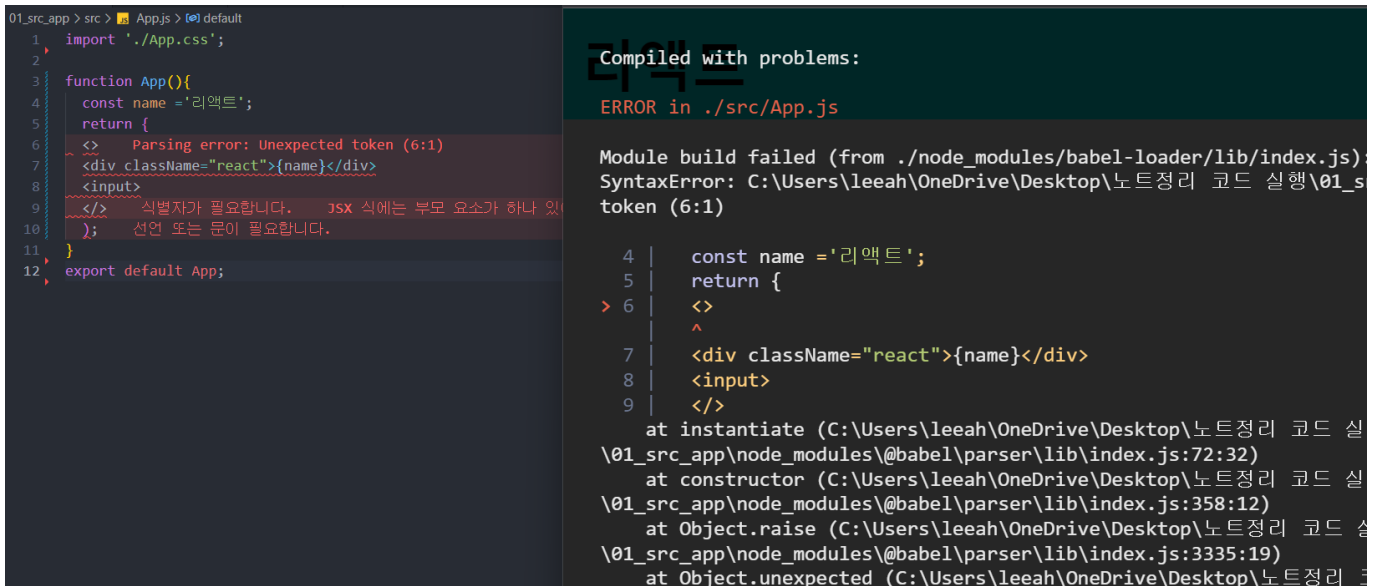 01_src_app > src > JS App.js > default
1 import './App.css';
2
3 function App(){
4 const name ='리액트';
5 return {
6 <> Parsing error: Unexpected token (6:1)
7 <div className="react">{name}</div>
8 <input>
9 </> 식별자가 필요합니다. JSX 식에는 부모 요소가 하나 있어
10 ); 선언 또는 문이 필요합니다.
11 }
12 export default App;
리액트
Compiled with problems:
ERROR in ./src/App.js
Module build failed (from ./node_modules/babel-loader/lib/index.js):
SyntaxError: C:\Users\leeah\OneDrive\Desktop\노트정리 코드 실행\01_s
token (6:1)
4 | const name ='리액트';
5 | return {
> 6 | <>
| ^
7 | <div className="react">{name}</div>
8 | <input>
9 | </>
at instantiate (C:\Users\leeah\OneDrive\Desktop\노트정리 코드 실
\01_src_app\node_modules\@babel\parser\lib\index.js:72:32)
at constructor (C:\Users\leeah\OneDrive\Desktop\노트정리 코드 실
\01_src_app\node_modules\@babel\parser\lib\index.js:358:12)
at Object.raise (C:\Users\leeah\OneDrive\Desktop\노트정리 코드
\01_src_app\node_modules\@babel\parser\lib\index.js:3335:19)
at Object.unexpected (C:\Users\leeah\OneDrive\Desktop\노트정리